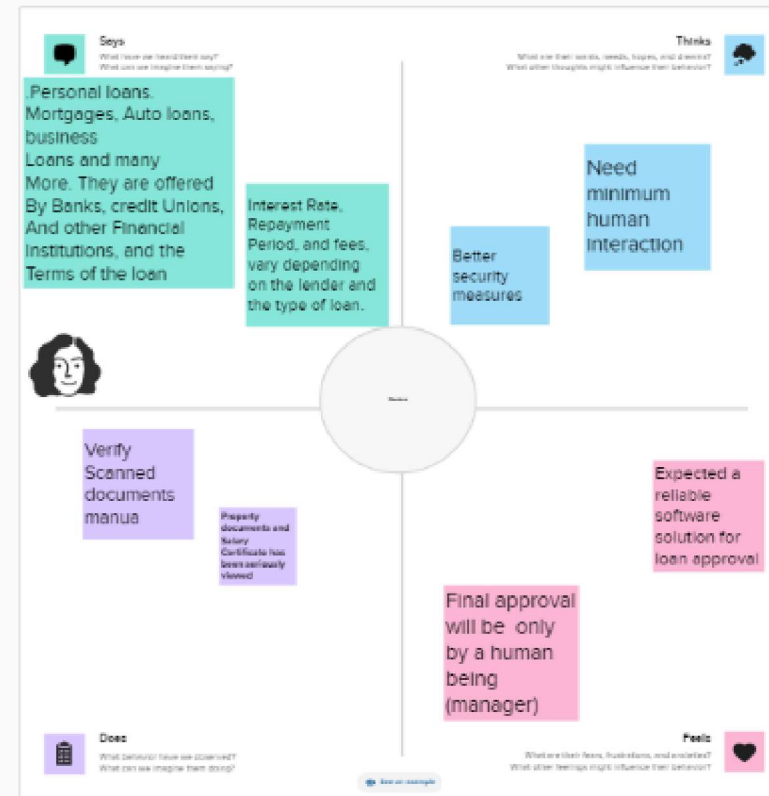 Says
What have we heard them say?
What can we imagine them saying?
.Personal loans.
Mortgages, Auto loans,
business
Loans and many
More. They are offered
By Banks, credit Unions,
And other Financial
Institutions, and the
Terms of the loan
Interest Rate,
Repayment
Period, and fees,
vary depending
on the lender and
the type of loan.
Thinks
What are their wants, needs, hopes, and dreams?
What other thoughts might influence their behavior?
Need
minimum
human
interaction
Better
security
measures
Verify
Scanned
documents
manua
Property
documents and
Salary
Certificate has
been seriously
viewed
Expected a
reliable
software
solution for
loan approval
Final approval
will be only
by a human
being
(manager)
Does
What behavior have we observed?
What can we imagine them doing?
Feels
What are their fears, frustrations, and anxieties?
What other feelings might influence their behavior?
See an example